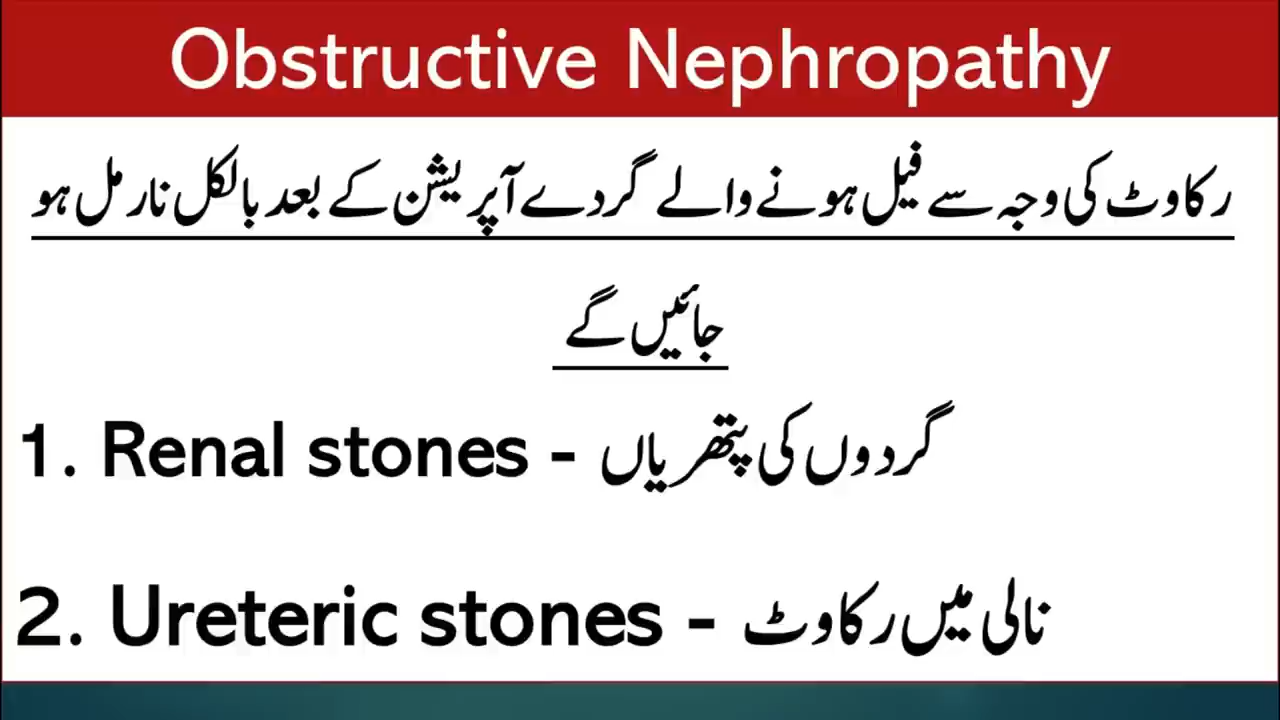 Obstructive Nephropathy
رکاوٹ کی وجہ سے فیل ہونے والے گردے آپریشن کے بعد بالکل نارمل ہو
جائیں گے
1. Renal stones - گردوں کی پتھریاں
2. Ureteric stones - نالی میں رکاوٹ